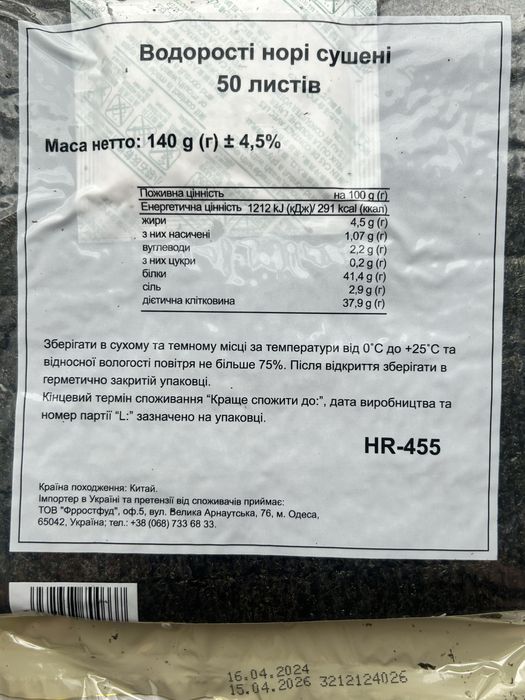 Водорості норі сушені
50 листів
Маса нетто: 140 g (г) ± 4,5%
Поживна цінність на 100 g (г)
Енергетична цінність 1212 kJ (кДж)/ 291 kcal (ккал)
жири 4,5 g (г)
з них насичені 1,07 g (г)
вуглеводи 2,2 g (г)
з них цукри 0,2 g (г)
білки 41,4 g (г)
сіль 2,9 g (г)
дієтична клітковина 37,9 g (г)
Зберігати в сухому та темному місці за температури від 0˚С до +25˚С та
відносної вологості повітря не більше 75%. Після відкриття зберігати в
герметично закритій упаковці.
Кінцевий термін споживання "Краще спожити до:", дата виробництва та
номер партії "L:" зазначено на упаковці.
HR-455
Країна походження: Китай.
Імпортер в Україні та претензії від споживачів приймає:
ТОВ "Фрростфуд", оф.5, вул. Велика Арнаутська, 76, м. Одеса,
65042, Україна; тел.: +38 (068) 733 68 33.
16.04.2024
15.04.2026 3212124026